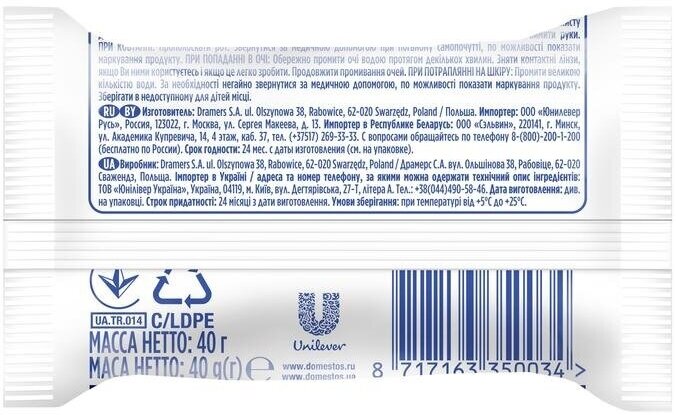 руки.
ПРИ КОВТАННІ: Прополоскати рот. Звернутися за медичною допомогою при поганому самопочутті, по можливості показати
маркування продукту. ПРИ ПОПАДАННІ В ОЧІ: Обережно промити очі водою протягом декількох хвилин. Зняти контактні лінзи,
якщо Ви ними користуєтесь і якщо це легко зробити. Продовжити промивання очей. ПРИ ПОТРАПЛЯННІ НА ШКІРУ: Промити великою
кількістю води. За необхідності негайно звернутися за медичною допомогою, по можливості показати маркування продукту.
Зберігати в недоступному для дітей місці.
RU BY Изготовитель: Dramers S.A. ul. Olszynowa 38, Rabowice, 62-020 Swarzędz, Poland / Польша. Импортер: ООО «Юнилевер
Русь», Россия, 123022, г. Москва, ул. Сергея Макеева, д. 13. Импортер в Республике Беларусь: ООО «Сэльвин», 220141, г. Минск,
ул. Академика Купревича, 14, 4 этаж, каб. 37, тел. (+37517) 269-33-33. С вопросами обращайтесь по телефону 8-(800)-200-1-200
(бесплатно по России). Срок годности: 24 мес. с даты изготовления (см. на упаковке).
UA Виробник: Dramers S.A. ul. Olszynowa 38, Rabowice, 62-020 Swarzędz, Poland / Драмерс С.А. вул. Ольшінова 38, Рабовіце, 62-020
Сважендз, Польща. Імпортер в Україні / адреса та номер телефону, за якими можна одержати технічний опис інгредієнтів:
ТОВ «Юнілівер Україна», Україна, 04119, м. Київ, вул. Дегтярівська, 27-Т, літера А. Тел.: +38(044)490-58-46. Дата виготовлення: див.
на упаковці. Строк придатності: 24 місяці з дати виготовлення. Умови зберігання: при температурі від +5°С до +25°С.
UA.TR.014 C/LDPE
МАССА НЕТТО: 40 г
МАСА НЕТТО: 40 g(г) e
Unilever
www.domestos.ru
www.domestos.ua
8 717163 350034 >